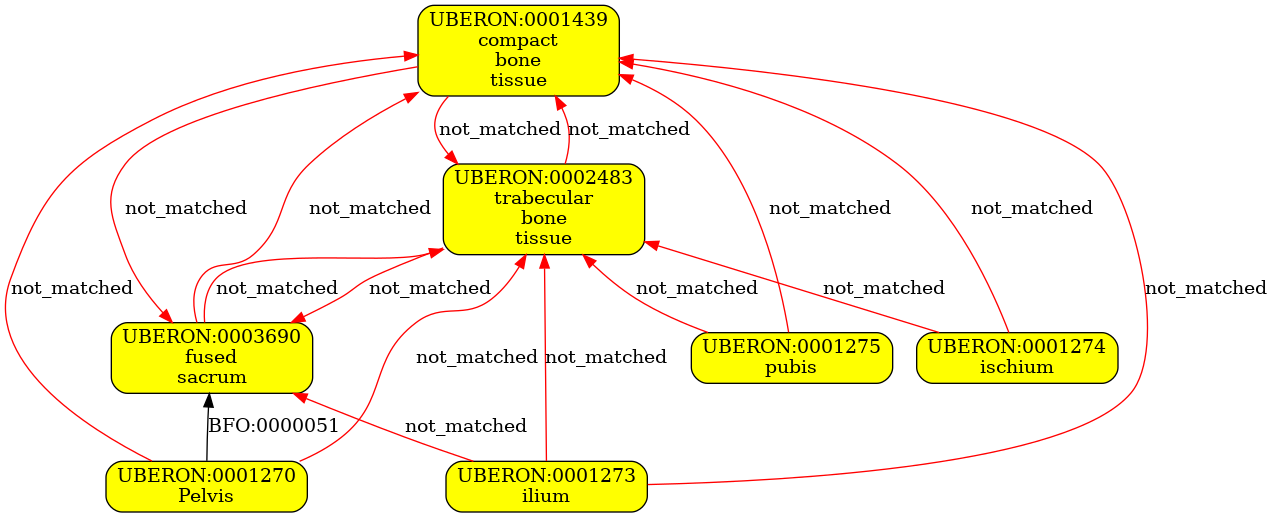 UBERON:0001439
compact
bone
tissue
not_matched
not_matched
UBERON:0002483
trabecular
bone
tissue
not_matched
not_matched
not_matched
not_matched
not_matched
not_matched
not_matched
not_matched
not_matched
not_matched
UBERON:0003690
fused
sacrum
UBERON:0001275
pubis
UBERON:0001274
ischium
not_matched
not_matched
BFO:0000051
not_matched
UBERON:0001270
Pelvis
UBERON:0001273
ilium